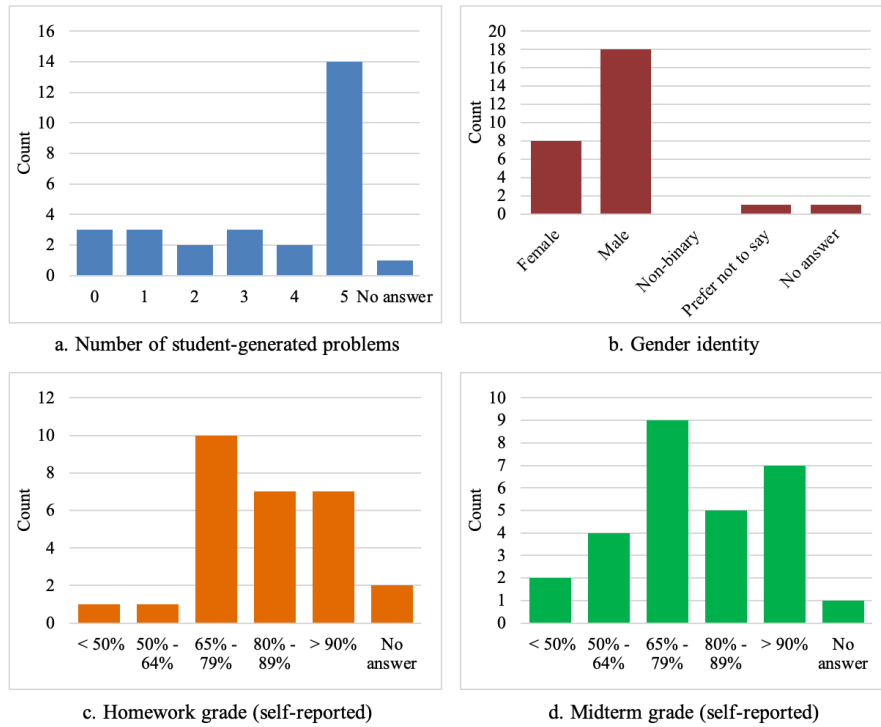 16
14
12
10
8
6
4
2
0
Count
0 1 2 3 4 5 No answer
a. Number of student-generated problems
20
18
16
14
12
10
8
6
4
2
0
Count
Female
Male
Non-binary
Prefer not to say
No answer
b. Gender identity
12
10
8
6
4
2
0
Count
< 50% 50% - 65% - 80% - > 90% No
64% 79% 89% answer
c. Homework grade (self-reported)
10
9
8
7
6
5
4
3
2
1
0
Count
< 50% 50% - 65% - 80% - > 90% No
64% 79% 89% answer
d. Midterm grade (self-reported)